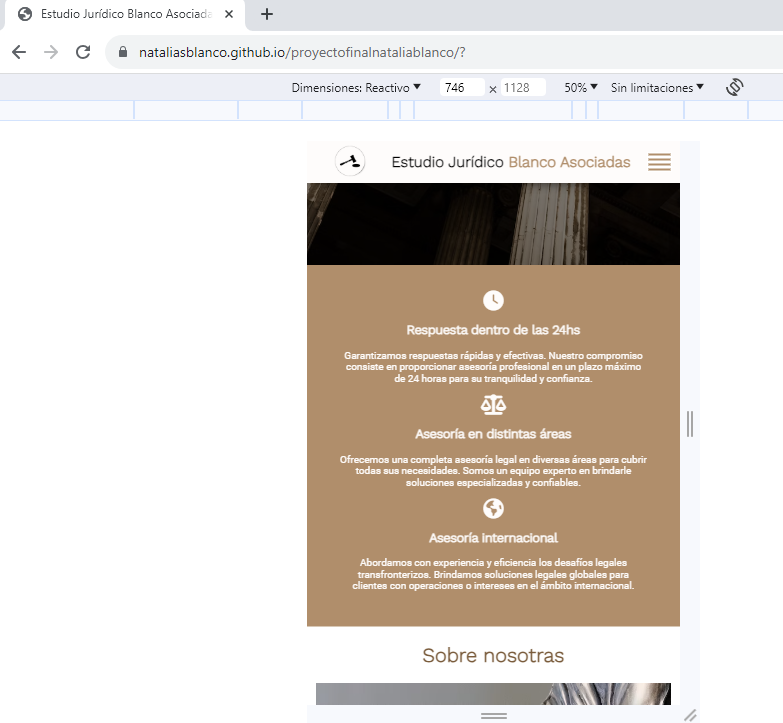 Estudio Jurídico Blanco Asociada
nataliasblanco.github.io/proyectofinalnataliablanco/?
Dimensiones: Reactivo 746 x 1128 50% Sin limitaciones
Estudio Jurídico Blanco Asociadas
Respuesta dentro de las 24hs
Garantizamos respuestas rápidas y efectivas. Nuestro compromiso
consiste en proporcionar asesoría profesional en un plazo máximo
de 24 horas para su tranquilidad y confianza.
Asesoría en distintas áreas
Ofrecemos una completa asesoría legal en diversas áreas para cubrir
todas sus necesidades. Somos un equipo experto en brindarle
soluciones especializadas y confiables.
Asesoría internacional
Abordamos con experiencia y eficiencia los desafíos legales
transfronterizos. Brindamos soluciones legales globales para
clientes con operaciones o intereses en el ámbito internacional.
Sobre nosotras